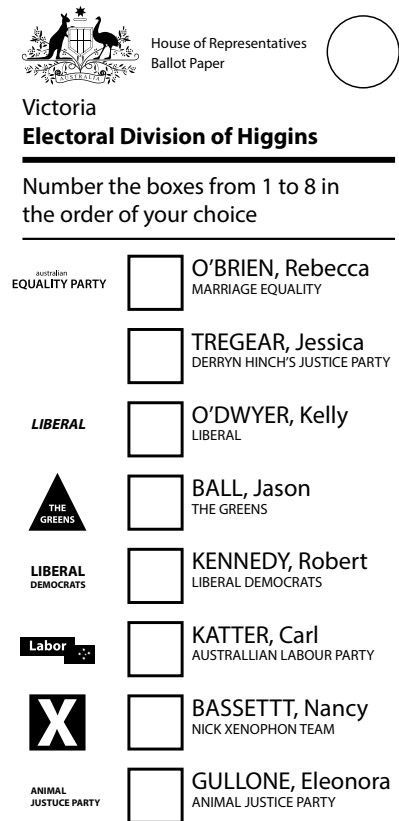 AUSTRALIA
House of Representatives
Ballot Paper
Victoria
Electoral Division of Higgins
Number the boxes from 1 to 8 in
the order of your choice
australian
EQUALITY PARTY
O'BRIEN, Rebecca
MARRIAGE EQUALITY
TREGEAR, Jessica
DERRYN HINCH'S JUSTICE PARTY
LIBERAL
O'DWYER, Kelly
LIBERAL
THE
GREENS
BALL, Jason
THE GREENS
LIBERAL
DEMOCRATS
KENNEDY, Robert
LIBERAL DEMOCRATS
Labor
KATTER, Carl
AUSTRALLIAN LABOUR PARTY
X
BASSETTT, Nancy
NICK XENOPHON TEAM
ANIMAL
JUSTUCE PARTY
GULLONE, Eleonora
ANIMAL JUSTICE PARTY